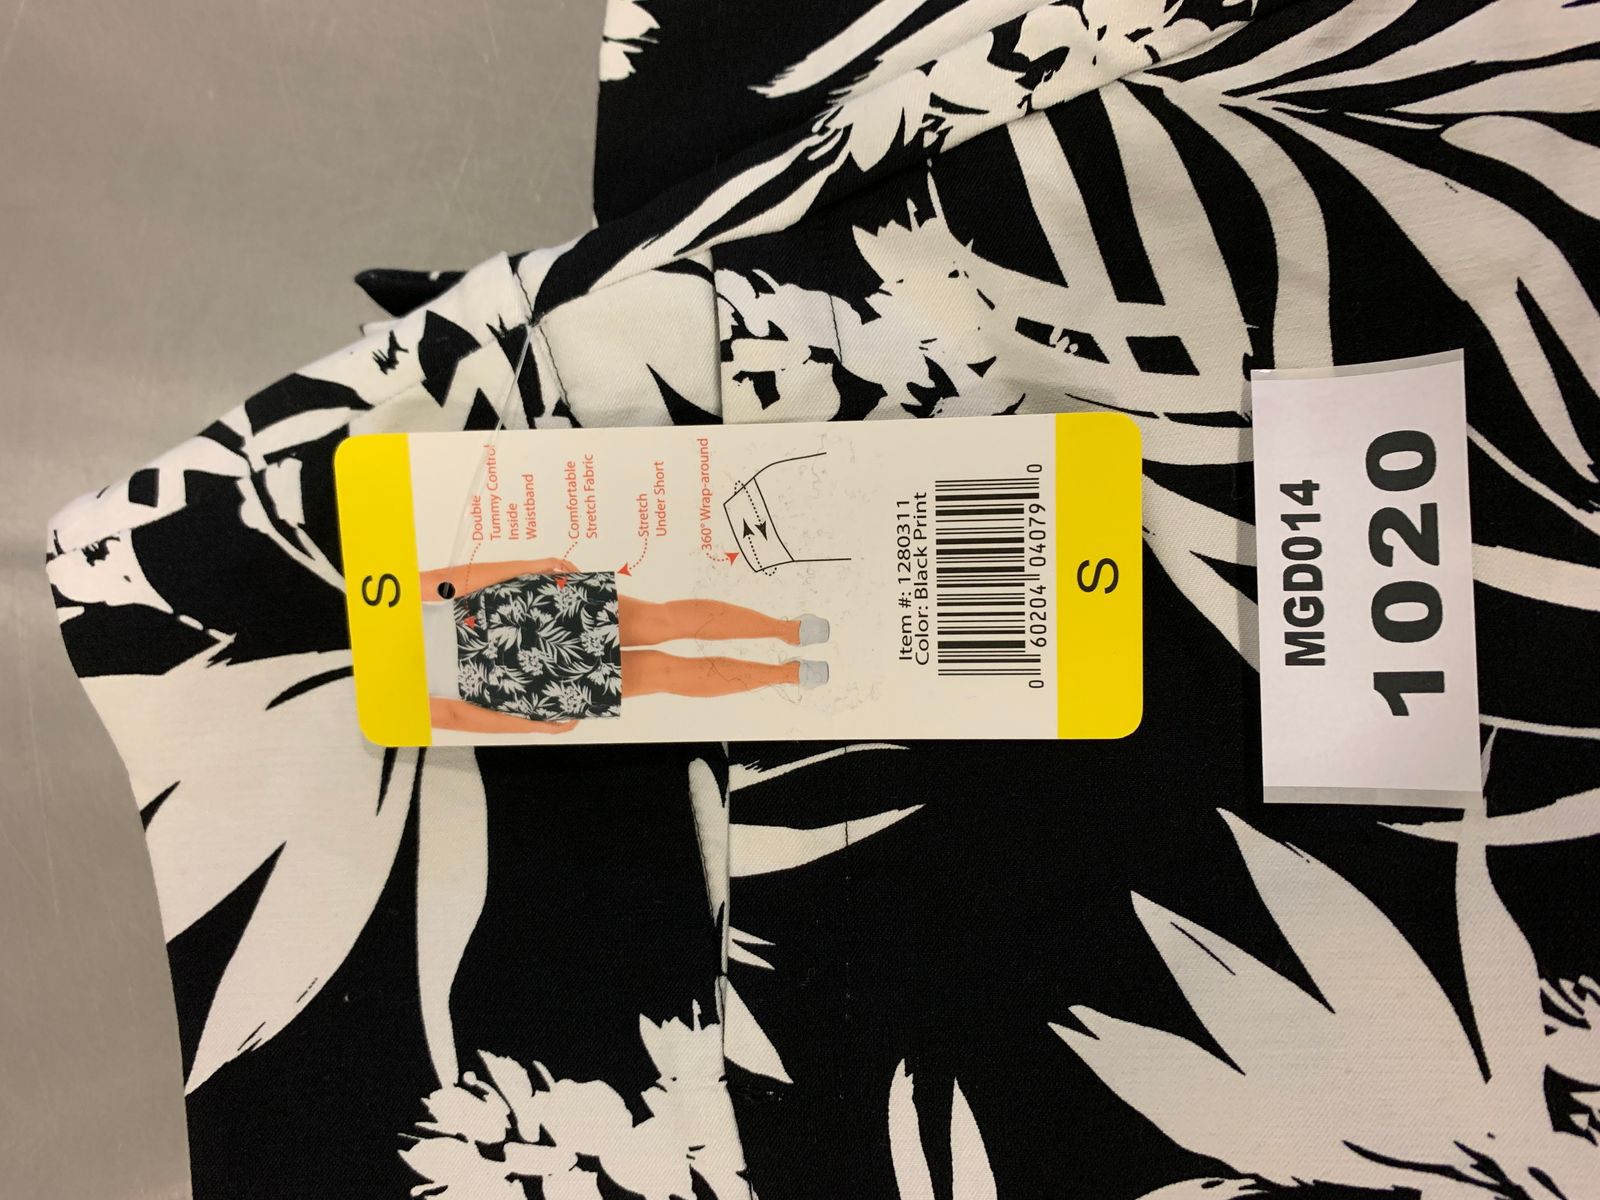 S
Double
Tummy Control
Inside
Waistband
Comfortable
Stretch Fabric
Stretch
Under Short
360° Wrap-around
Item #: 1280311
Color: Black Print
0 60204 04079 0
S
MGD014
1020